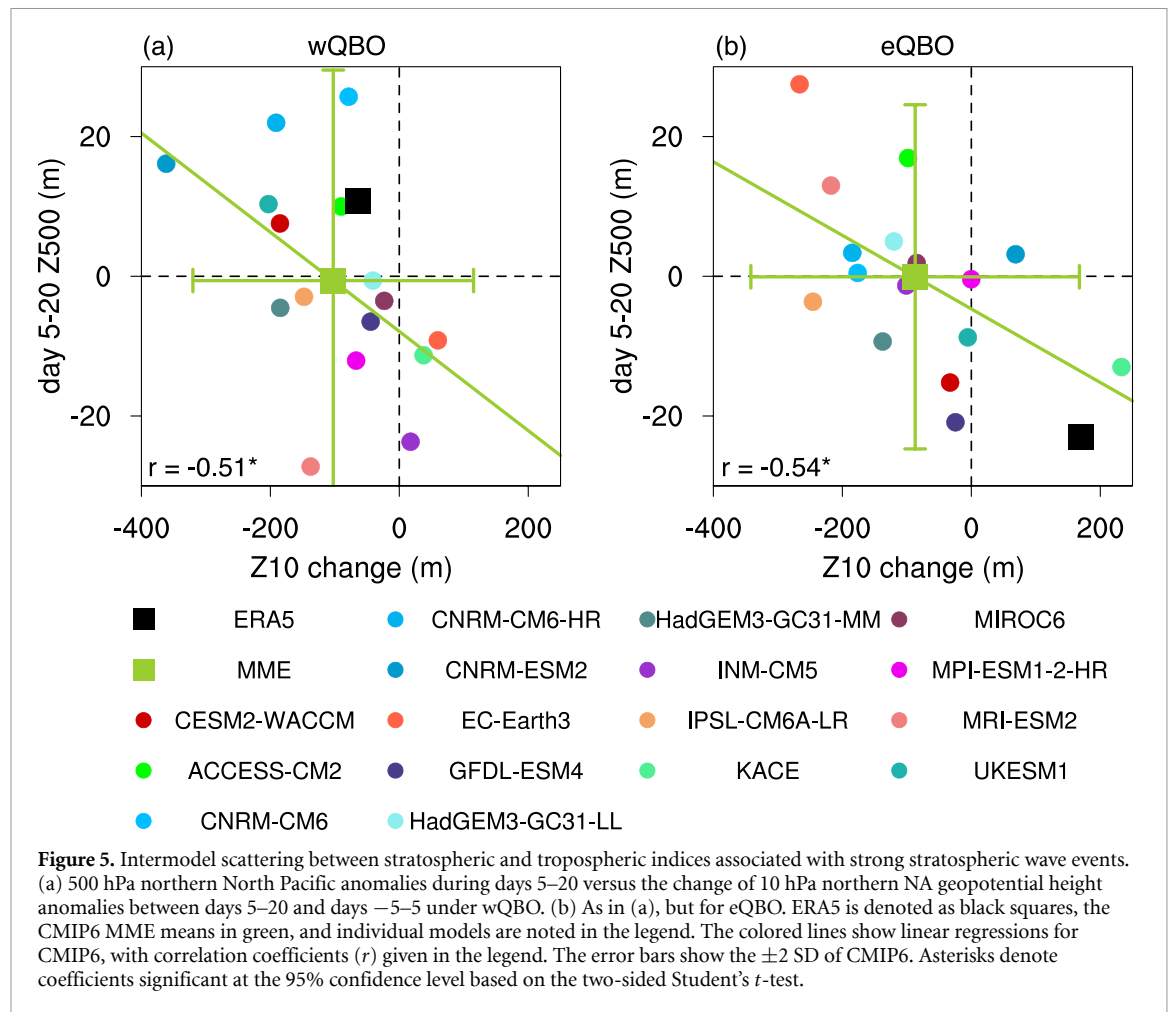 (a) wQBO
day 5-20 Z500 (m)
20
0
-20
r = -0.51*
-400 -200 0 200
Z10 change (m)
(b) eQBO
day 5-20 Z500 (m)
20
0
-20
r = -0.54*
-400 -200 0 200
Z10 change (m)
ERA5 CNRM-CM6-HR HadGEM3-GC31-MM MIROC6
MME CNRM-ESM2 INM-CM5 MPI-ESM1-2-HR
CESM2-WACCM EC-Earth3 IPSL-CM6A-LR MRI-ESM2
ACCESS-CM2 GFDL-ESM4 KACE UKESM1
CNRM-CM6 HadGEM3-GC31-LL
Figure 5. Intermodel scattering between stratospheric and tropospheric indices associated with strong stratospheric wave events.
(a) 500 hPa northern North Pacific anomalies during days 5–20 versus the change of 10 hPa northern NA geopotential height
anomalies between days 5–20 and days −5–5 under wQBO. (b) As in (a), but for eQBO. ERA5 is denoted as black squares, the
CMIP6 MME means in green, and individual models are noted in the legend. The colored lines show linear regressions for
CMIP6, with correlation coefficients (r) given in the legend. The error bars show the ±2 SD of CMIP6. Asterisks denote
coefficients significant at the 95% confidence level based on the two-sided Student's t-test.